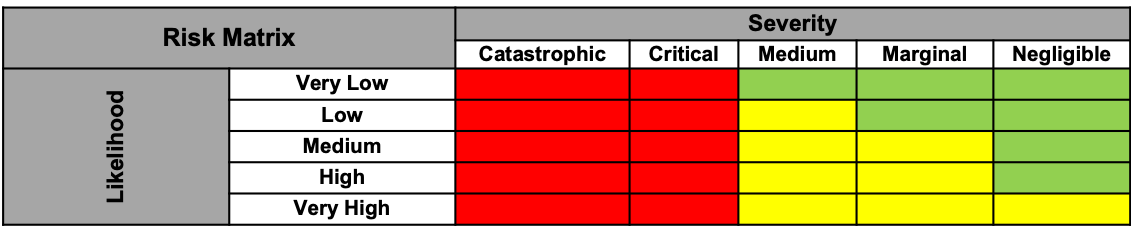 Risk Matrix
Severity
Catastrophic Critical Medium Marginal Negligible
Likelihood
Very Low
Low
Medium
High
Very High